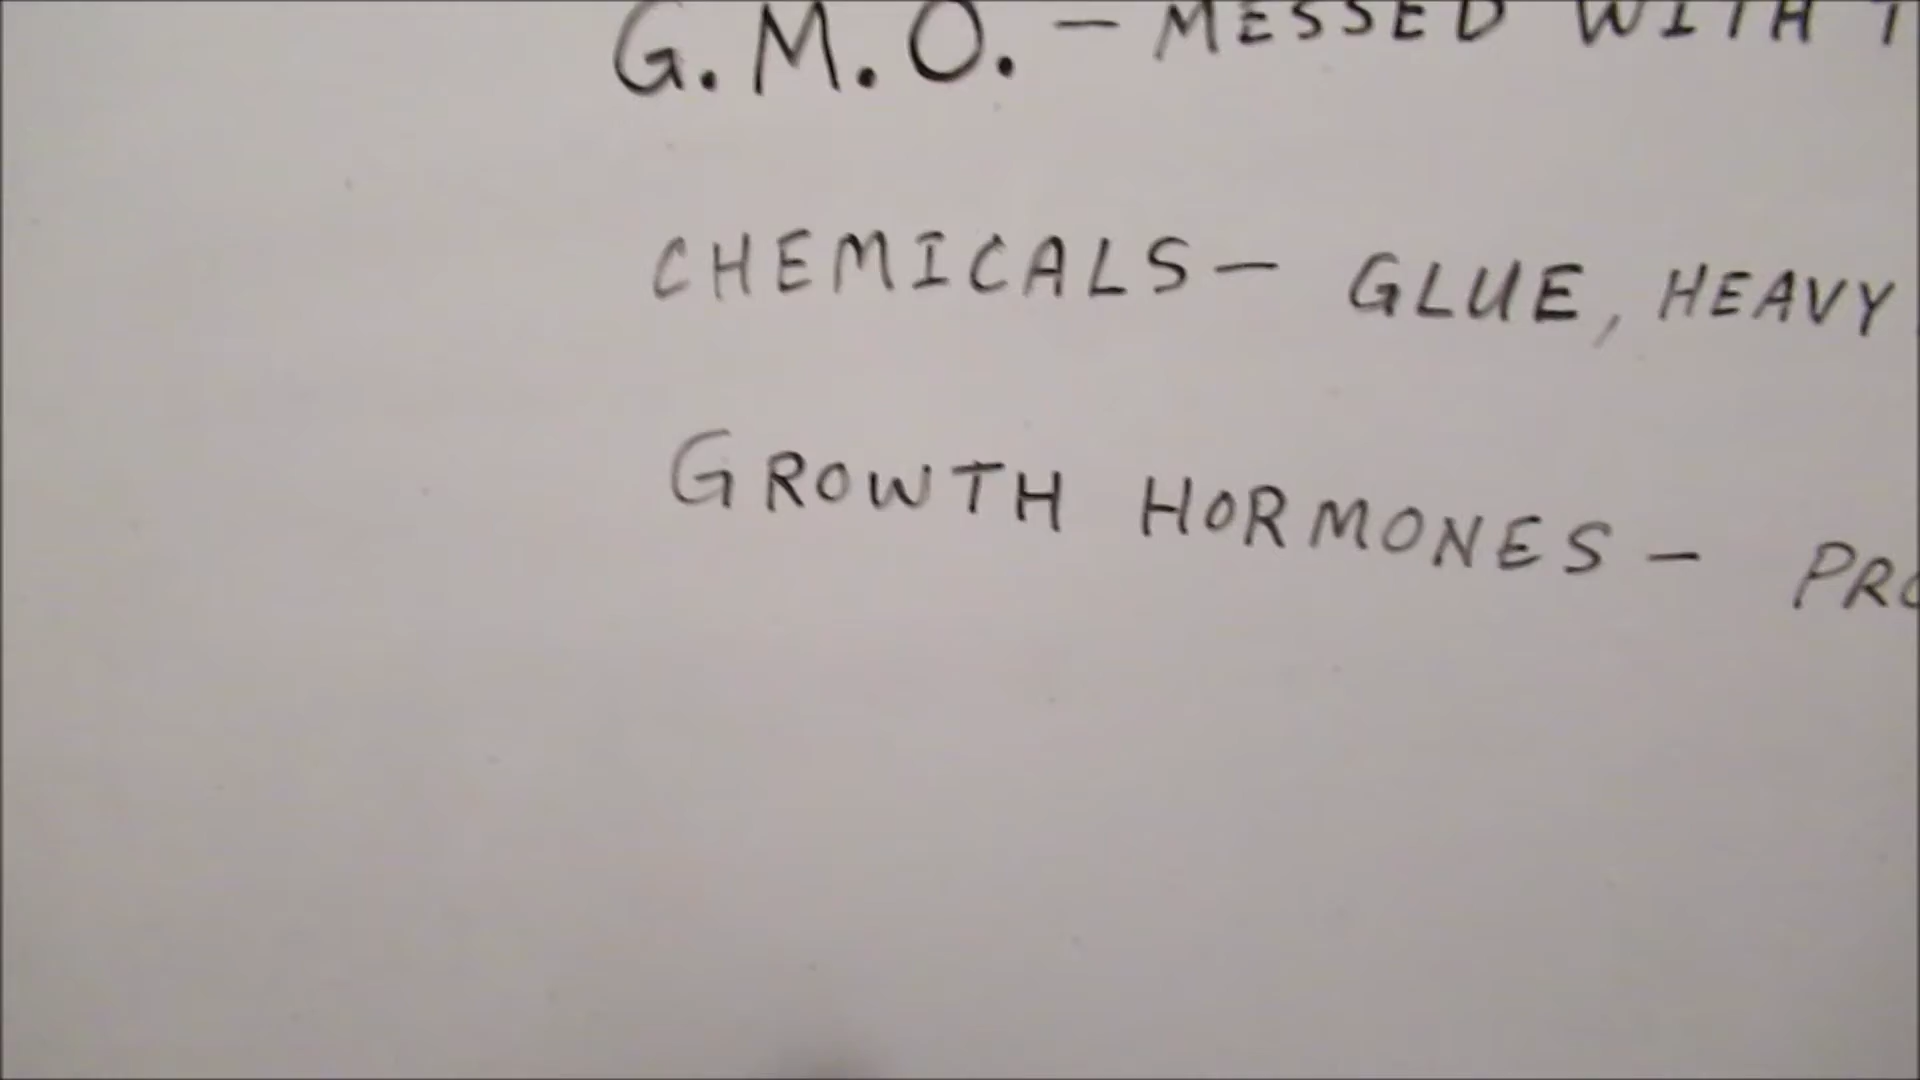 G.M.O. - MESSED WITH
CHEMICALS - GLUE, HEAVY
GROWTH HORMONES -